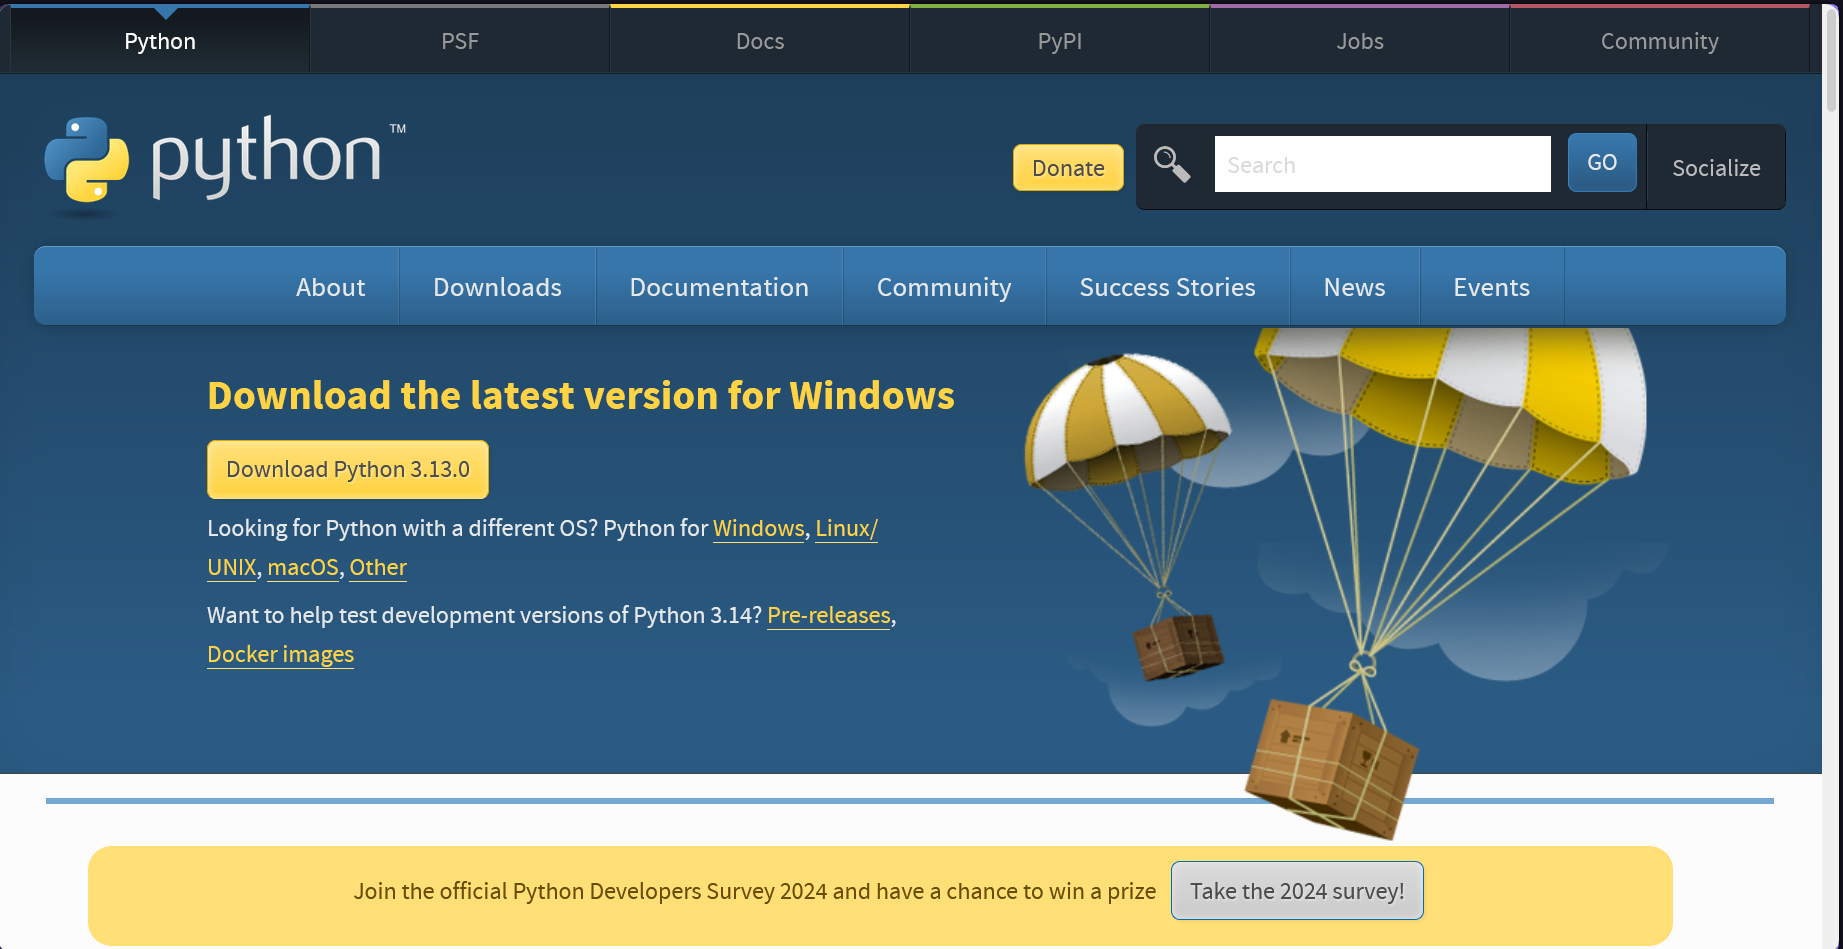 Python PSF Docs PyPI Jobs Community
python™
Donate Search GO Socialize
About Downloads Documentation Community Success Stories News Events
Download the latest version for Windows
Download Python 3.13.0
Looking for Python with a different OS? Python for Windows, Linux/
UNIX, macOS, Other
Want to help test development versions of Python 3.14? Pre-releases,
Docker images
Join the official Python Developers Survey 2024 and have a chance to win a prize Take the 2024 survey!